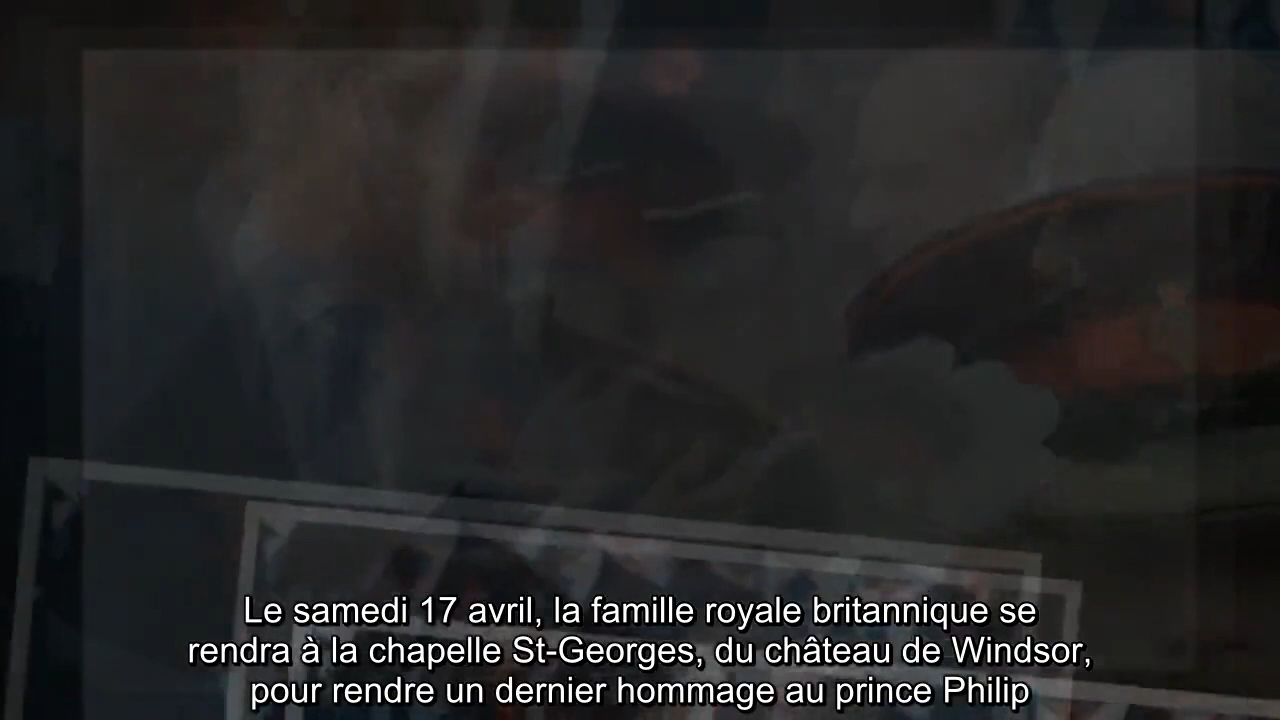 Le samedi 17 avril, la famille royale britannique se
rendra à la chapelle St-Georges, du château de Windsor,
pour rendre un dernier hommage au prince Philip